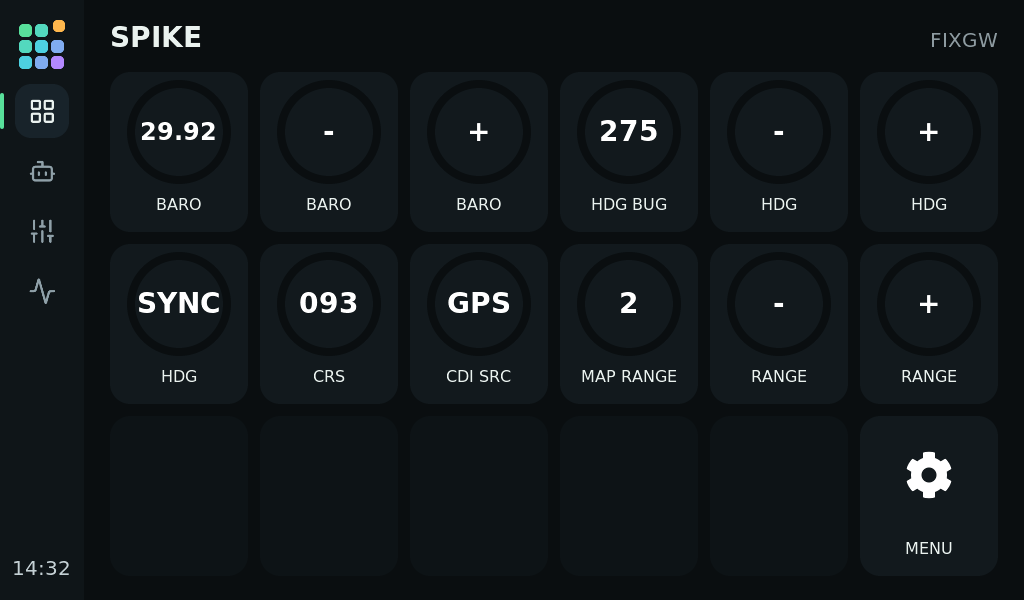 SPIKE
FIXGW
29.92
BARO
-
BARO
+
BARO
275
HDG BUG
-
HDG
+
HDG
SYNC
HDG
093
CRS
GPS
CDI SRC
2
MAP RANGE
-
RANGE
+
RANGE
MENU
14:32